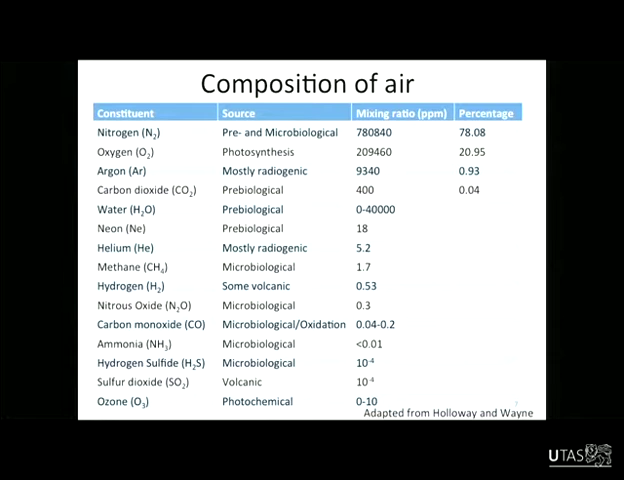 Composition of air
Constituent Source Mixing ratio (ppm) Percentage
Nitrogen (N₂) Pre- and Microbiological 780840 78.08
Oxygen (O₂) Photosynthesis 209460 20.95
Argon (Ar) Mostly radiogenic 9340 0.93
Carbon dioxide (CO₂) Prebiological 400 0.04
Water (H₂O) Prebiological 0-40000
Neon (Ne) Prebiological 18
Helium (He) Mostly radiogenic 5.2
Methane (CH₄) Microbiological 1.7
Hydrogen (H₂) Some volcanic 0.53
Nitrous Oxide (N₂O) Microbiological 0.3
Carbon monoxide (CO) Microbiological/Oxidation 0.04-0.2
Ammonia (NH₃) Microbiological <0.01
Hydrogen Sulfide (H₂S) Microbiological 10⁻⁴
Sulfur dioxide (SO₂) Volcanic 10⁻⁴
Ozone (O₃) Photochemical 0-10
Adapted from Holloway and Wayne
UTAS